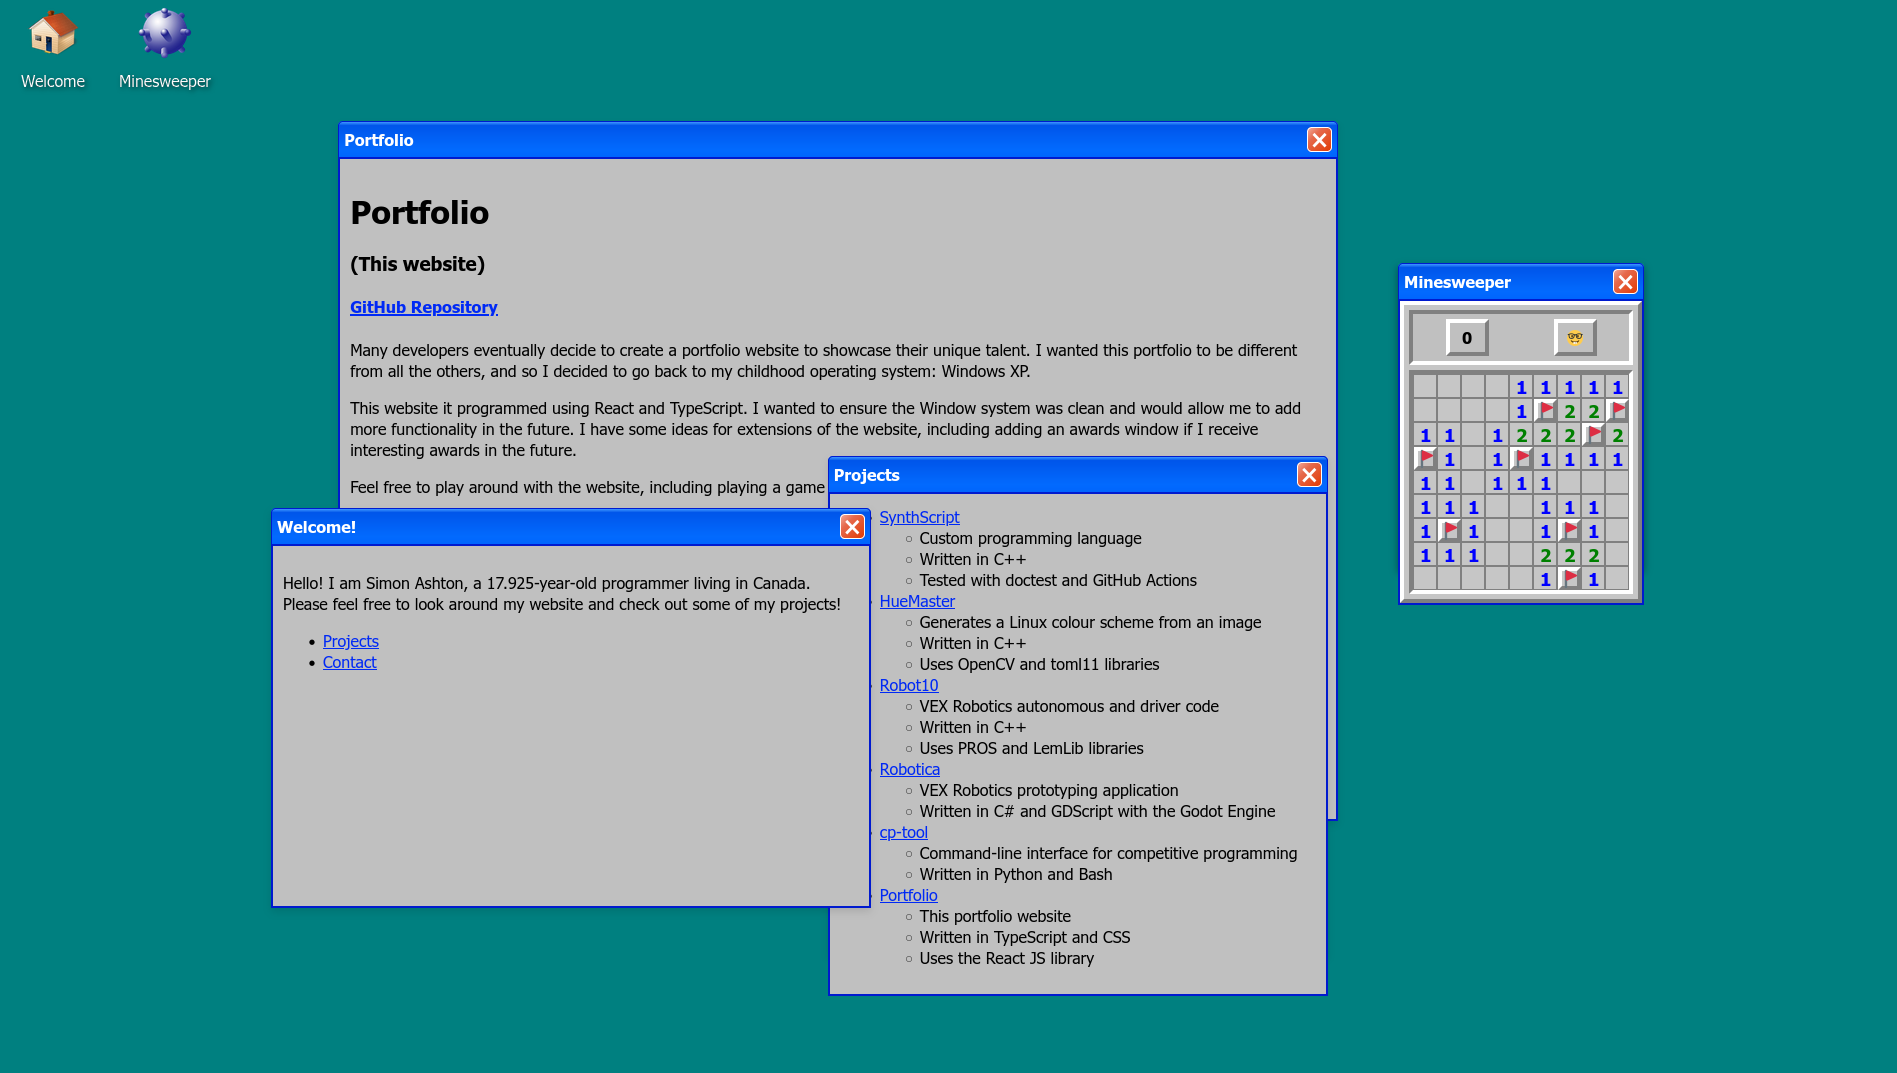 Welcome
Minesweeper
Portfolio
Portfolio
(This website)
GitHub Repository
Many developers eventually decide to create a portfolio website to showcase their unique talent. I wanted this portfolio to be different
from all the others, and so I decided to go back to my childhood operating system: Windows XP.
This website it programmed using React and TypeScript. I wanted to ensure the Window system was clean and would allow me to add
more functionality in the future. I have some ideas for extensions of the website, including adding an awards window if I receive
interesting awards in the future.
Feel free to play around with the website, including playing a game
Welcome!
Hello! I am Simon Ashton, a 17.925-year-old programmer living in Canada.
Please feel free to look around my website and check out some of my projects!
Projects
Contact
Projects
SynthScript
Custom programming language
Written in C++
Tested with doctest and GitHub Actions
HueMaster
Generates a Linux colour scheme from an image
Written in C++
Uses OpenCV and toml11 libraries
Robot10
VEX Robotics autonomous and driver code
Written in C++
Uses PROS and LemLib libraries
Robotica
VEX Robotics prototyping application
Written in C# and GDScript with the Godot Engine
cp-tool
Command-line interface for competitive programming
Written in Python and Bash
Portfolio
This portfolio website
Written in TypeScript and CSS
Uses the React JS library
Minesweeper
0
1 1 1 1 1
1 2 2
1 1 1 2 2 2 2
1 1 1 1 1 1
1 1 1 1 1
1 1 1 1 1 1
1 1 1 1
1 1 1 2 2 2
1 1